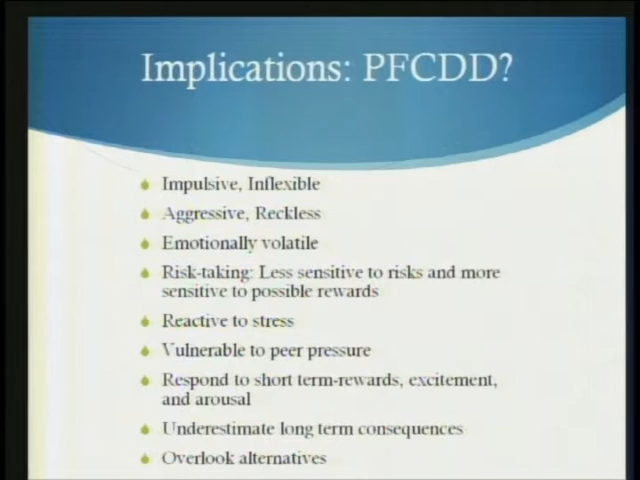 Implications: PFCDD?
Impulsive, Inflexible
Aggressive, Reckless
Emotionally volatile
Risk-taking: Less sensitive to risks and more
sensitive to possible rewards
Reactive to stress
Vulnerable to peer pressure
Respond to short term-rewards, excitement,
and arousal
Underestimate long term consequences
Overlook alternatives